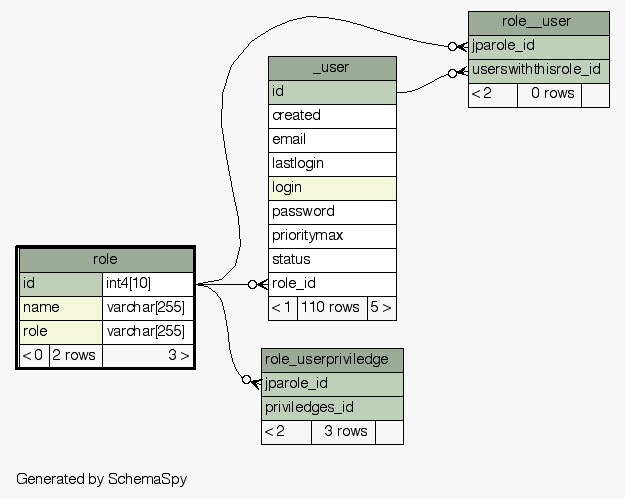 role__user
jparole_id
userswiththisrole_id
< 2 0 rows
_user
id
created
email
lastlogin
login
password
prioritymax
status
role_id
< 1 110 rows 5 >
role
id int4[10]
name varchar[255]
role varchar[255]
< 0 2 rows 3 >
role_userpriviledge
jparole_id
priviledges_id
< 2 3 rows
Generated by SchemaSpy